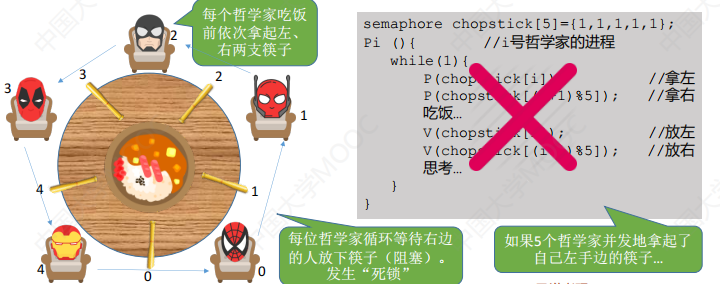 每个哲学家吃饭
前依次拿起左、
右两支筷子
2
3
3
2
1
4
1
4
0
0
每位哲学家循环等待右边
的人放下筷子（阻塞）。
发生“死锁”
semaphore chopstick[5]={1,1,1,1,1};
Pi (){ //i号哲学家的进程
while(1){
P(chopstick[i]); //拿左
P(chopstick[(i+1)%5]); //拿右
吃饭…
V(chopstick[i]); //放左
V(chopstick[(i+1)%5]); //放右
思考…
}
}
如果5个哲学家并发地拿起了
自己左手边的筷子…
中国大学MOOC